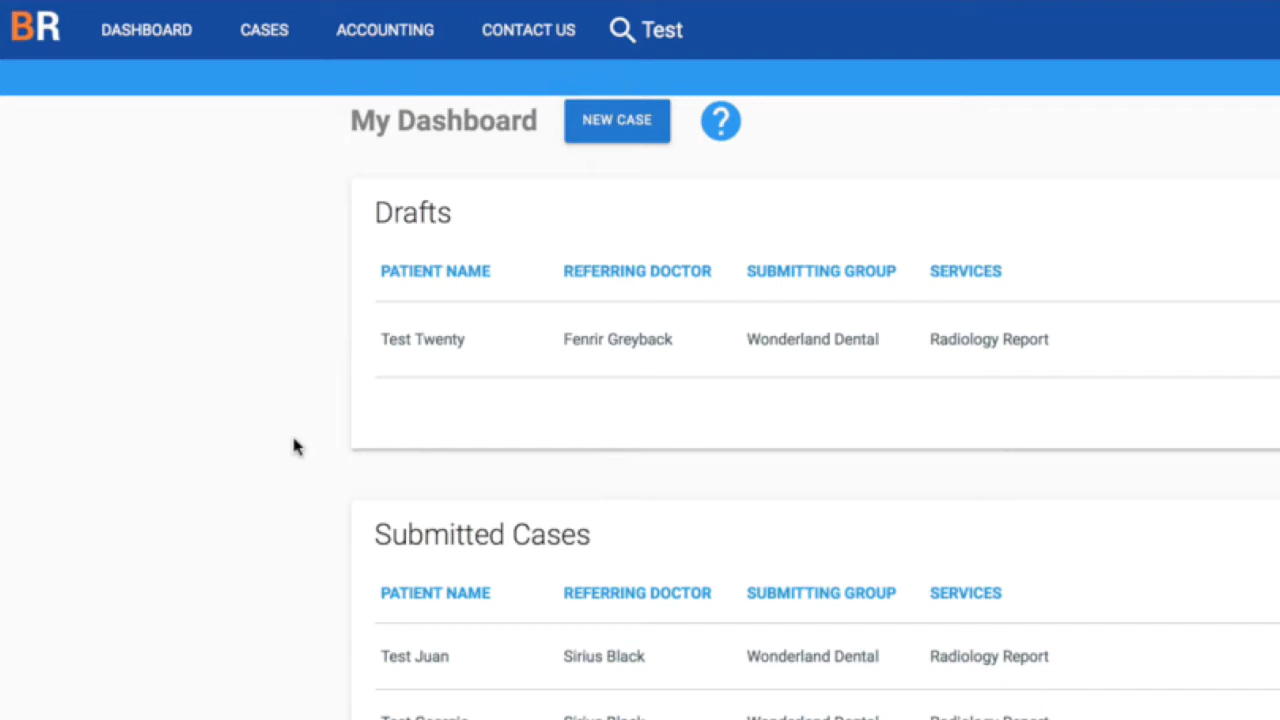 BR DASHBOARD CASES ACCOUNTING CONTACT US Test
My Dashboard NEW CASE ?
Drafts
PATIENT NAME REFERRING DOCTOR SUBMITTING GROUP SERVICES
Test Twenty Fenrir Greyback Wonderland Dental Radiology Report
Submitted Cases
PATIENT NAME REFERRING DOCTOR SUBMITTING GROUP SERVICES
Test Juan Sirius Black Wonderland Dental Radiology Report